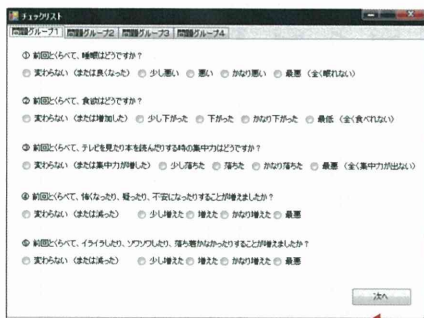 チェックリスト
問題グループ1 問題グループ2 問題グループ3 問題グループ4
① 前回とくらべて、睡眠はどうですか？
変わらない（または良くなった） 少し悪い 悪い かなり悪い 最悪（全く眠れない）
② 前回とくらべて、食欲はどうですか？
変わらない（または増加した） 少し下がった 下がった かなり下がった 最低（全く食べれない）
③ 前回とくらべて、テレビを見たり本を読んだりする時の集中力はどうですか？
変わらない（または集中力が増した） 少し落ちた 落ちた かなり落ちた 最悪（全く集中力が出ない）
④ 前回とくらべて、怖くなったり、疑ったり、不安になったりすることが増えましたか？
変わらない（または減った） 少し増えた 増えた かなり増えた 最悪
⑤ 前回とくらべて、イライラしたり、ソワソワしたり、落ち着かなかったりすることが増えましたか？
変わらない（または減った） 少し増えた 増えた かなり増えた 最悪
次へ